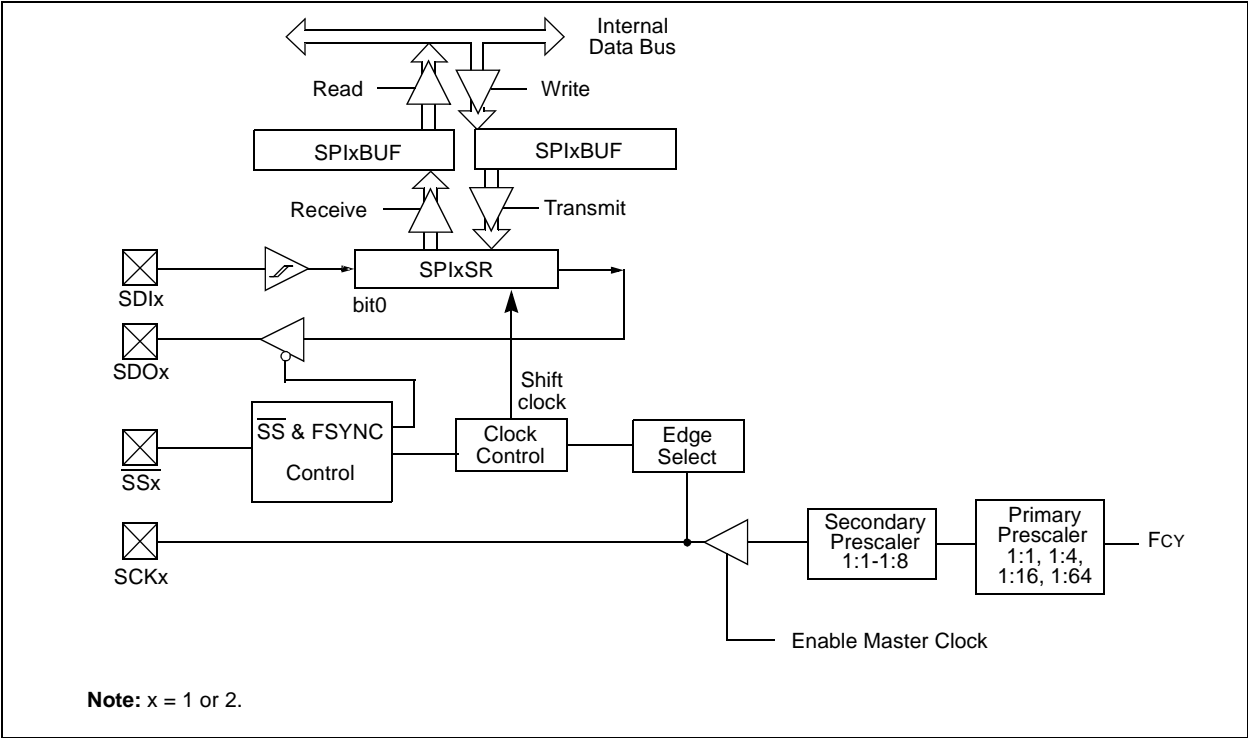 Internal
Data Bus
Read
Write
SPIxBUF
SPIxBUF
Receive
Transmit
SPIxSR
SDIx
bit0
SDOx
Shift
clock
SS & FSYNC
Control
Clock
Control
Edge
Select
SSx
Secondary
Prescaler
1:1-1:8
Primary
Prescaler
1:1, 1:4,
1:16, 1:64
FCY
SCKx
Enable Master Clock
Note: x = 1 or 2.